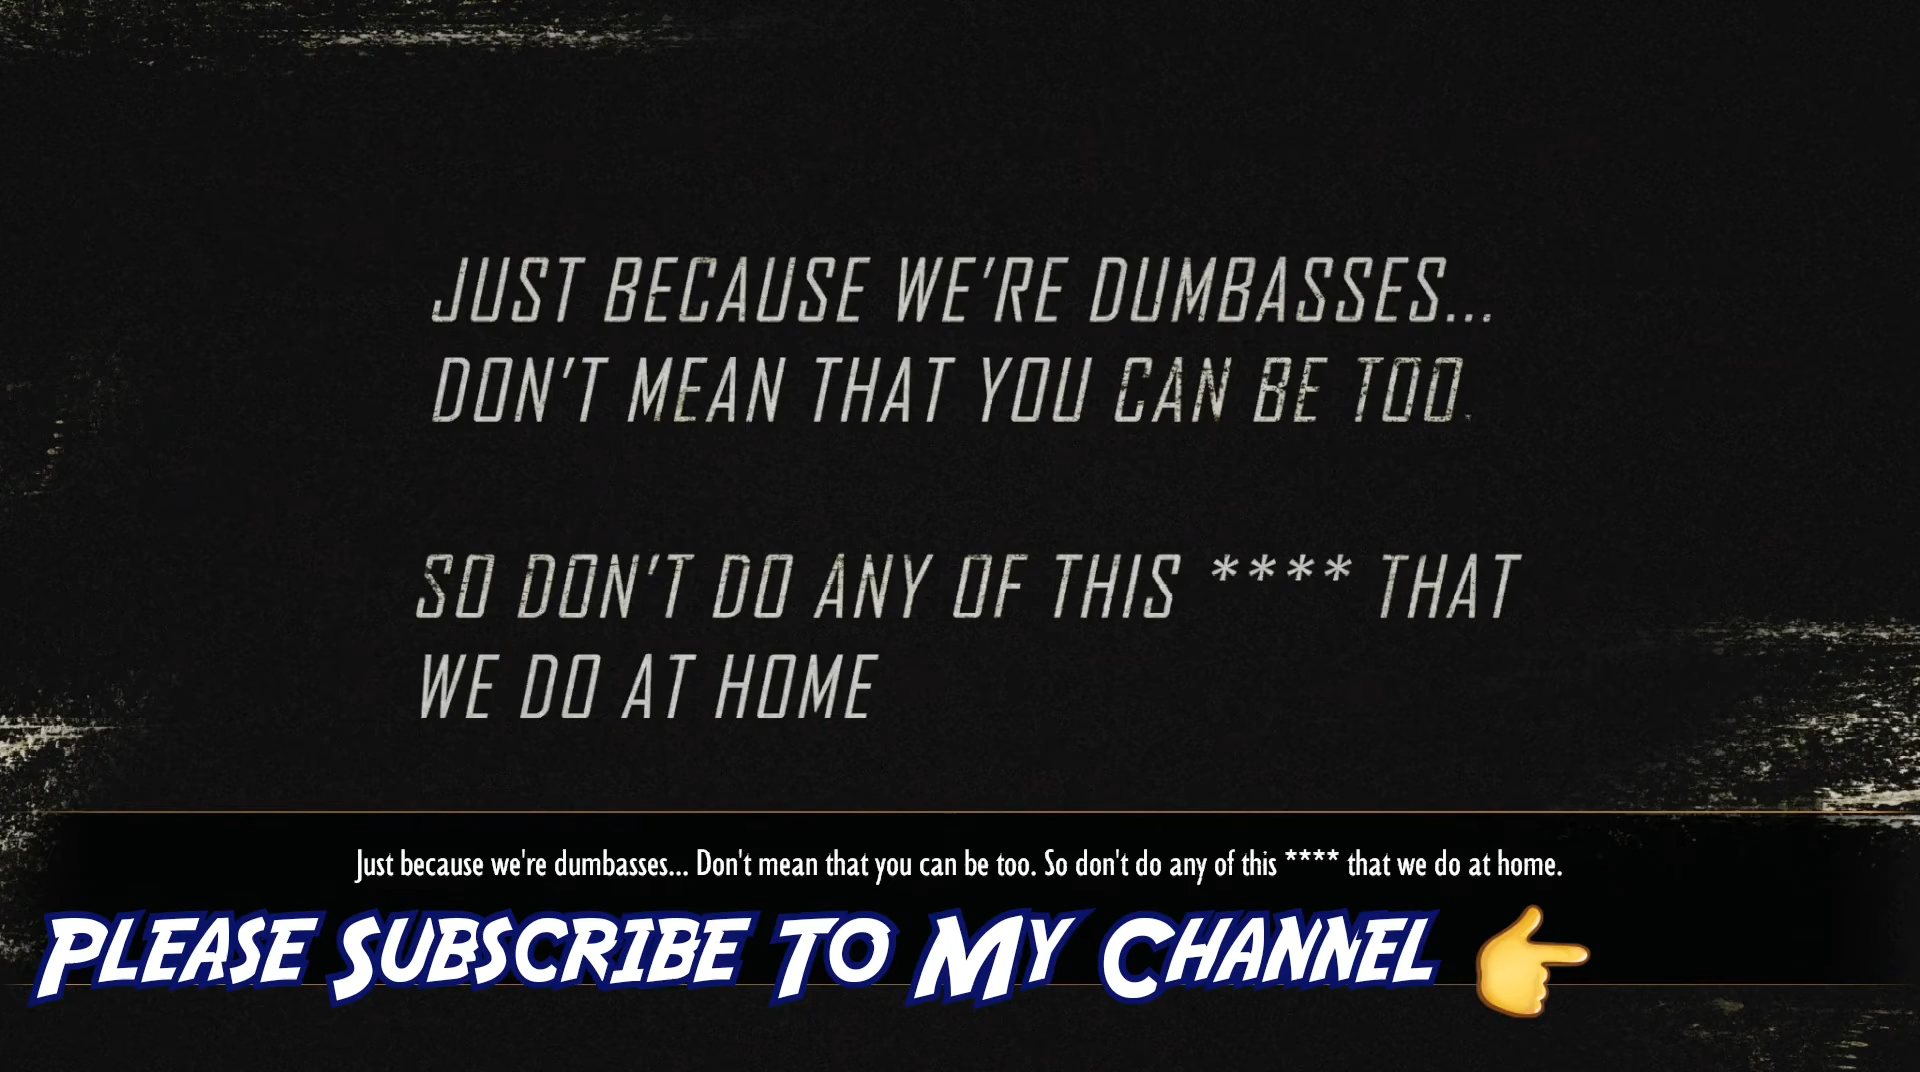 JUST BECAUSE WE'RE DUMBASSES...
DON'T MEAN THAT YOU CAN BE TOO.
SO DON'T DO ANY OF THIS **** THAT
WE DO AT HOME
Just because we're dumbasses... Don't mean that you can be too. So don't do any of this **** that we do at home.
PLEASE SUBSCRIBE TO MY CHANNEL 👉